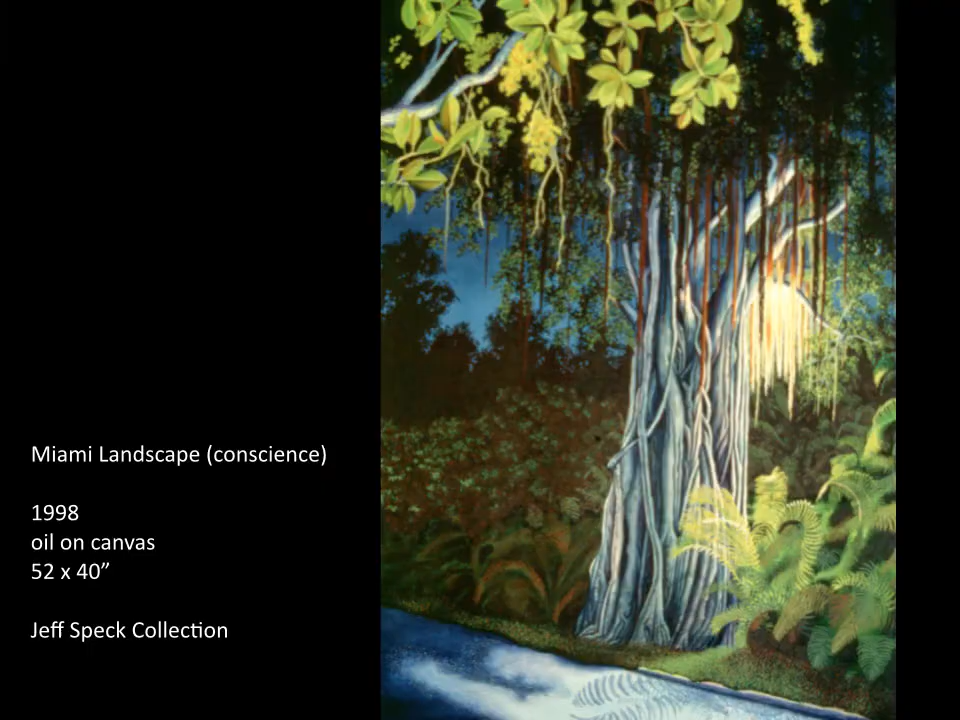 Miami Landscape (conscience)
1998
oil on canvas
52 x 40”
Jeff Speck Collection